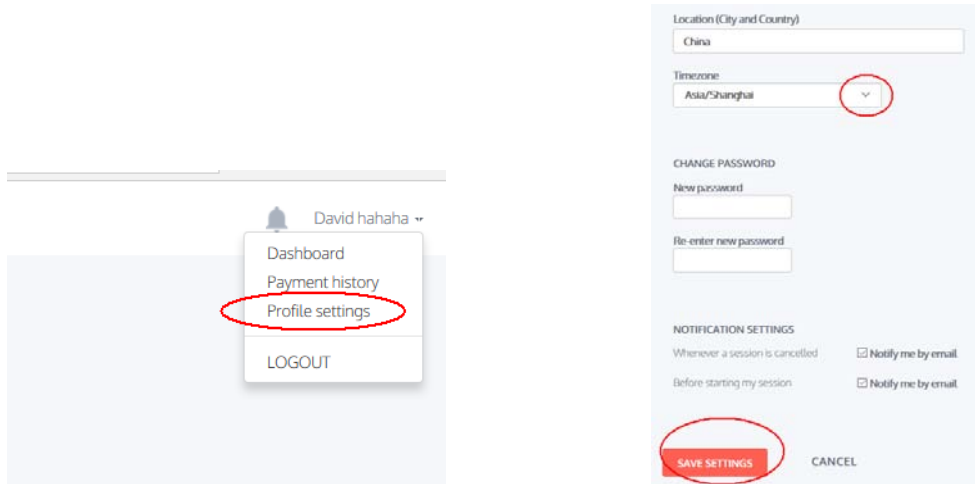 David hahaha
Dashboard
Payment history
Profile settings
LOGOUT
Location (City and Country)
China
Timezone
Asia/Shanghai
CHANGE PASSWORD
New password
Re-enter new password
NOTIFICATION SETTINGS
Whenever a session is cancelled Notify me by email
Before starting my session Notify me by email
SAVE SETTINGS CANCEL